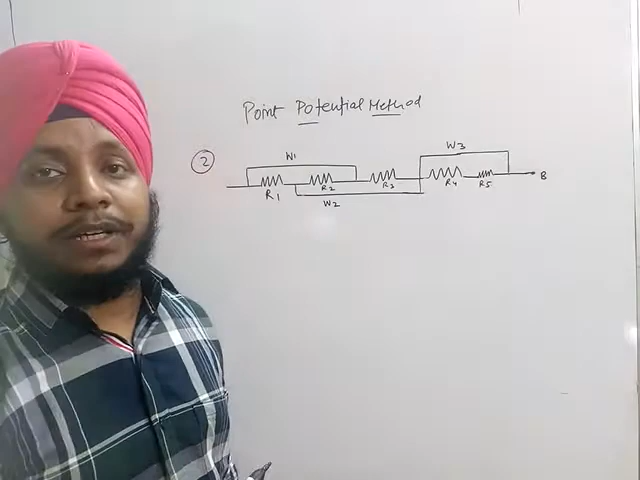 Point Potential Method
2
W1
W3
R1
R2
R3
R4
R5
B
W2